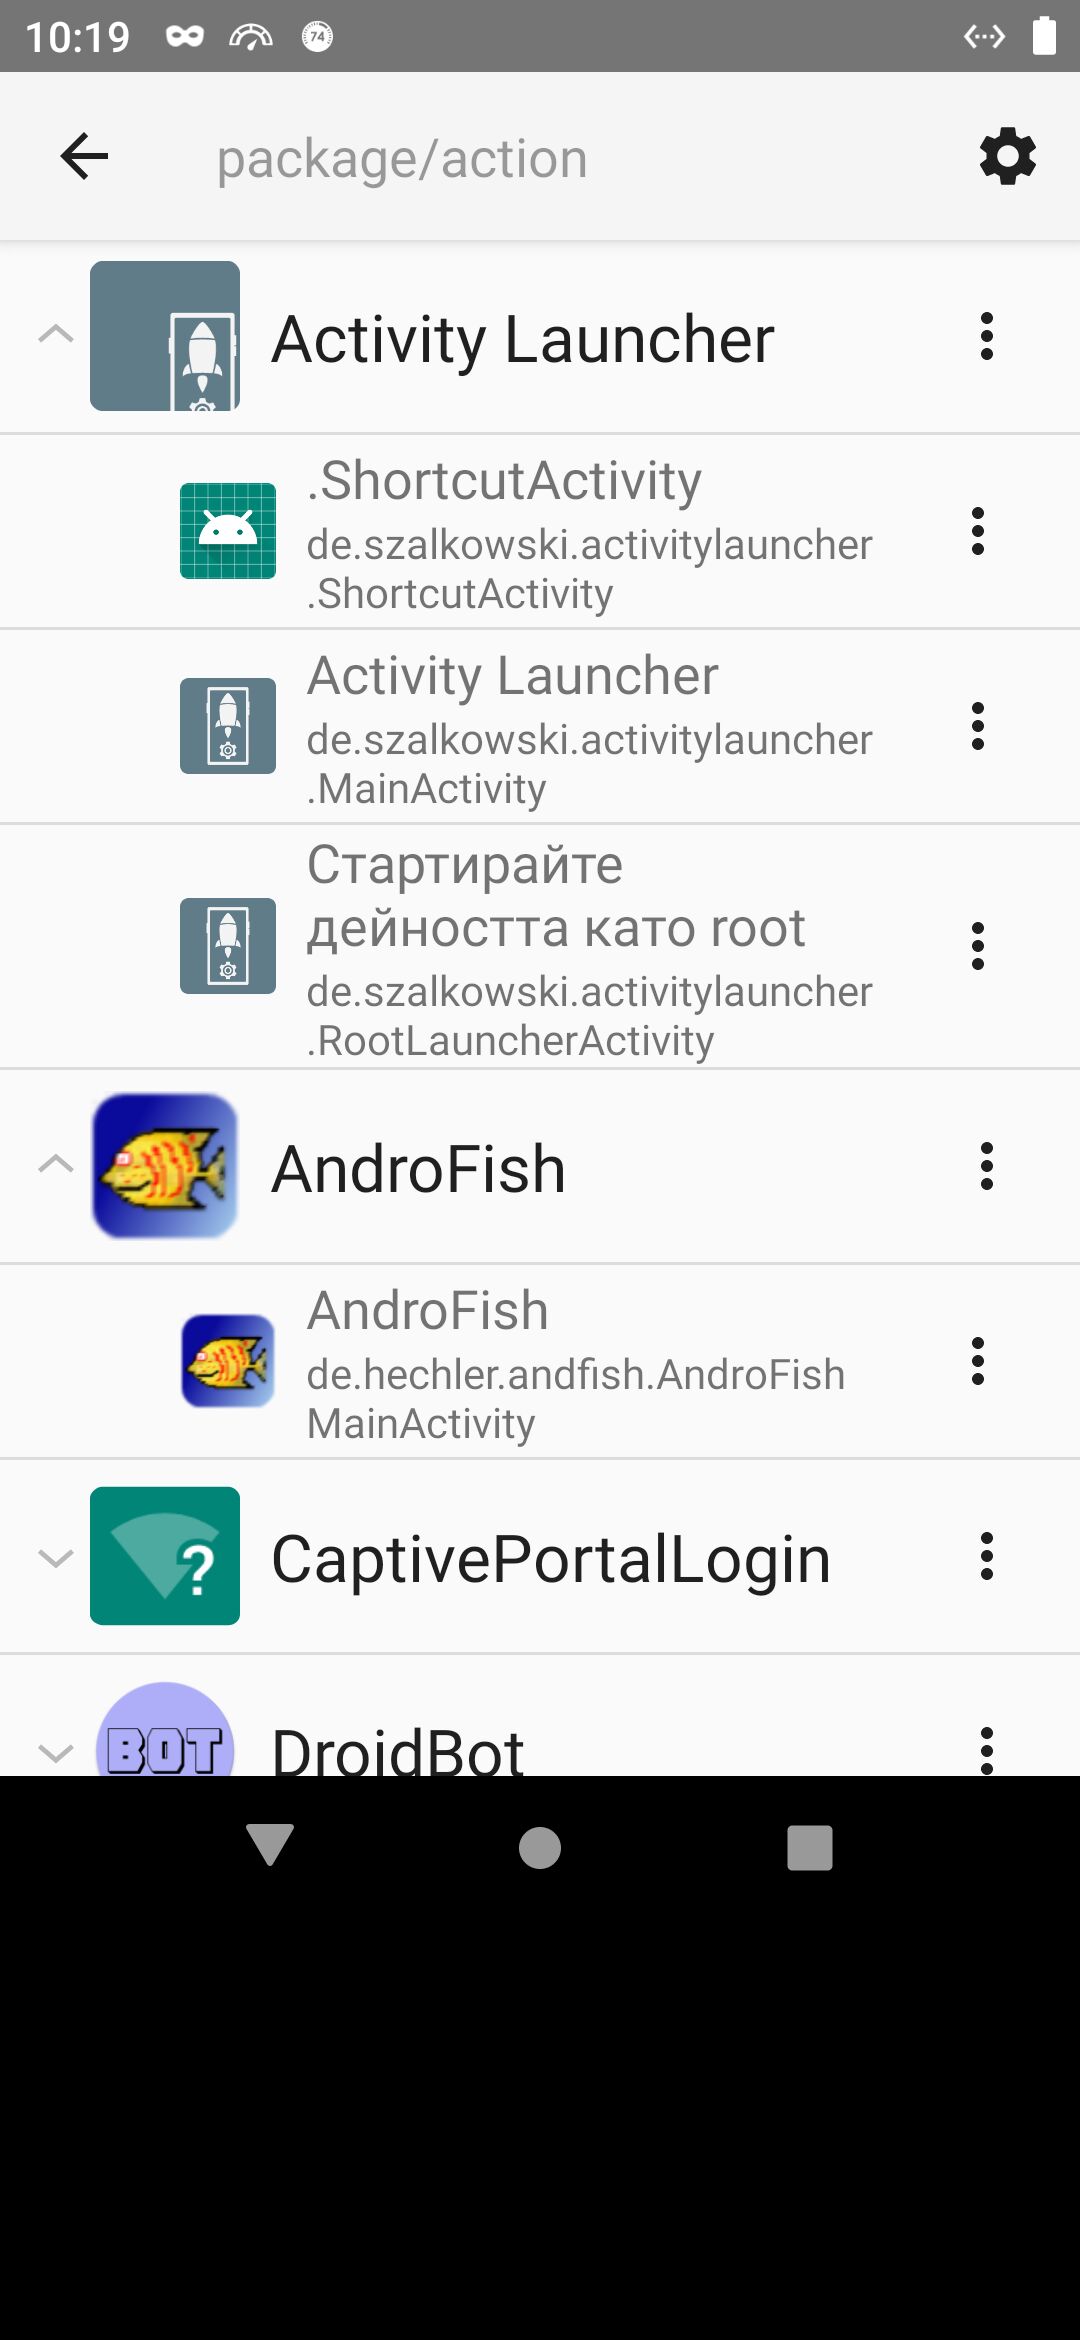 10:19
74
package/action
Activity Launcher
.ShortcutActivity
de.szalkowski.activitylauncher
.ShortcutActivity
Activity Launcher
de.szalkowski.activitylauncher
.MainActivity
Стартирайте
дейността като root
de.szalkowski.activitylauncher
.RootLauncherActivity
AndroFish
AndroFish
de.hechler.andfish.AndroFish
MainActivity
?
CaptivePortalLogin
BOT
DroidBot